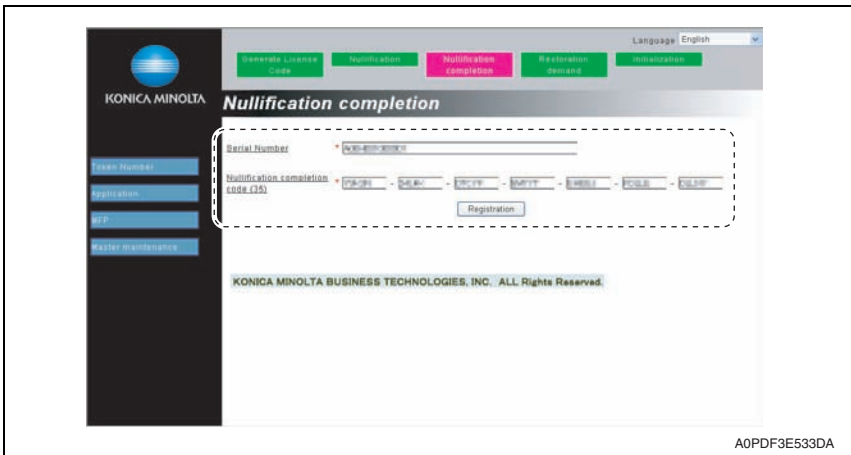 Language English
Generate License Code
Nullification
Nullification completion
Restoration demand
Initialization
KONICA MINOLTA
Nullification completion
Serial Number *
Token Number
Nullification completion code (35) * - - - - - -
Application
Registration
MFP
Master maintenance
KONICA MINOLTA BUSINESS TECHNOLOGIES, INC. ALL Rights Reserved.
A0PDF3E533DA